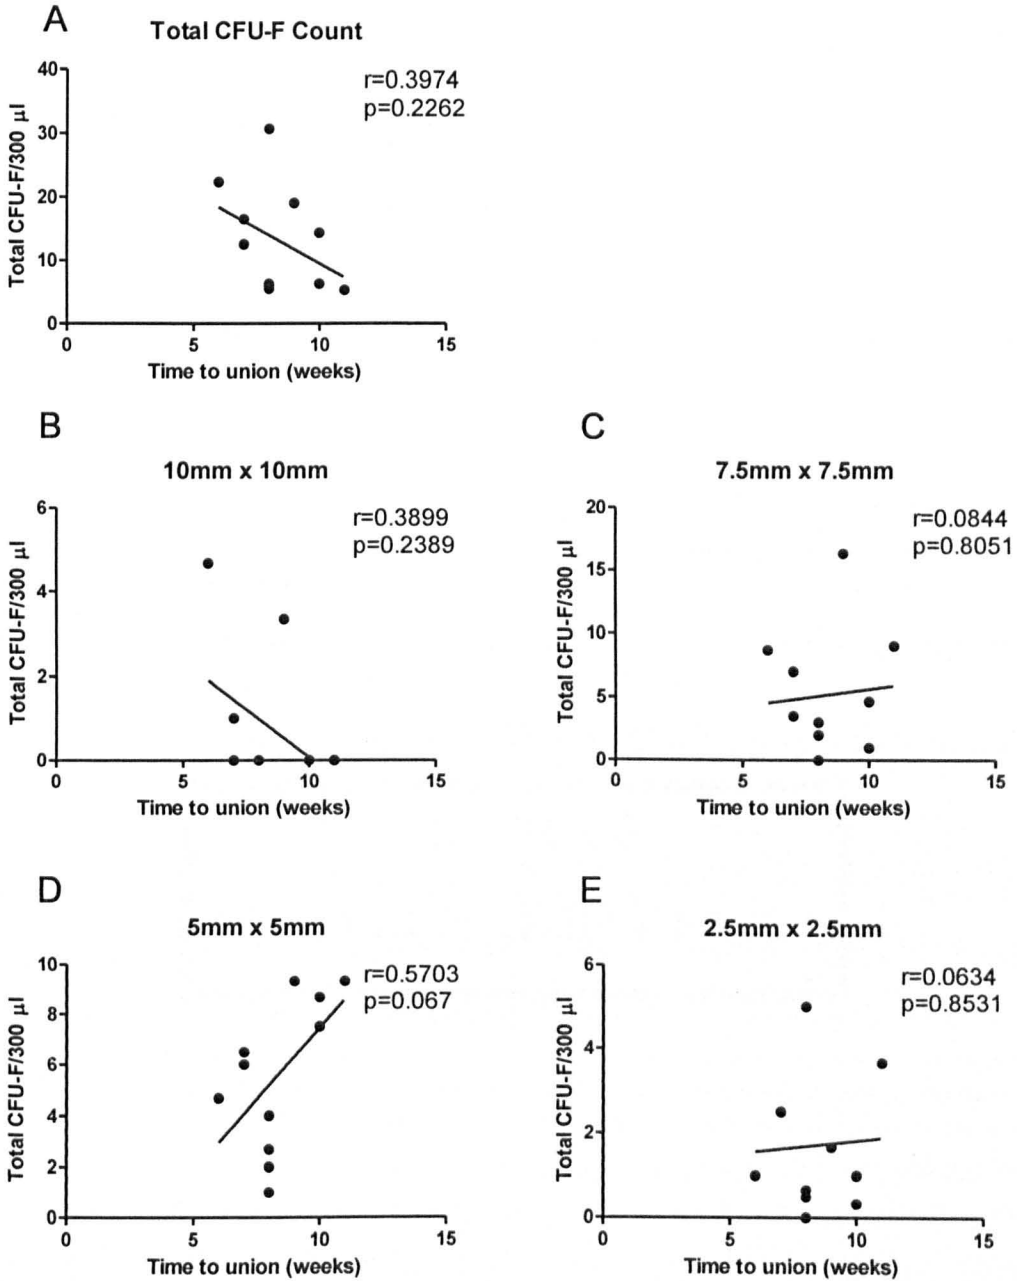 A
Total CFU-F Count
r=0.3974
p=0.2262
Total CFU-F/300 µl
40
30
20
10
0
0 5 10 15
Time to union (weeks)
B
10mm x 10mm
r=0.3899
p=0.2389
Total CFU-F/300 µl
6
4
2
0
0 5 10 15
Time to union (weeks)
C
7.5mm x 7.5mm
r=0.0844
p=0.8051
Total CFU-F/300 µl
20
15
10
5
0
0 5 10 15
Time to union (weeks)
D
5mm x 5mm
r=0.5703
p=0.067
Total CFU-F/300 µl
10
8
6
4
2
0
0 5 10 15
Time to union (weeks)
E
2.5mm x 2.5mm
r=0.0634
p=0.8531
Total CFU-F/300 µl
6
4
2
0
0 5 10 15
Time to union (weeks)